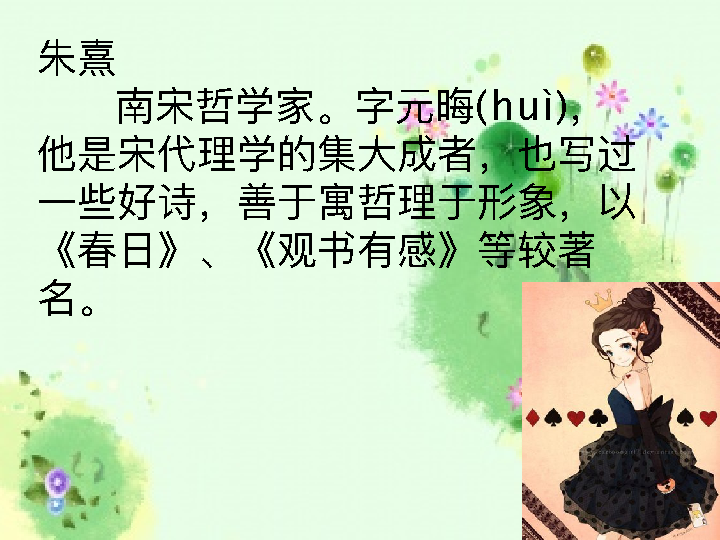 朱熹
南宋哲学家。字元晦(huì)，
他是宋代理学的集大成者，也写过
一些好诗，善于寓哲理于形象，以
《春日》、《观书有感》等较著
名。